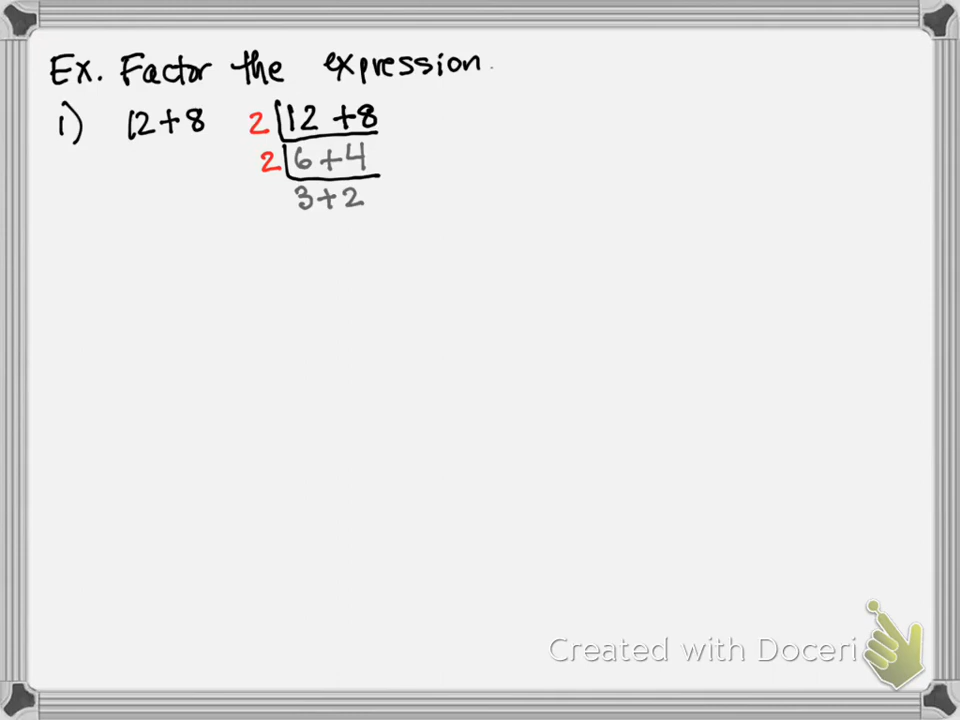 Ex. Factor the expression.
i) 12+8 2 12 +8
2 6+4
3+2
Created with Doceri